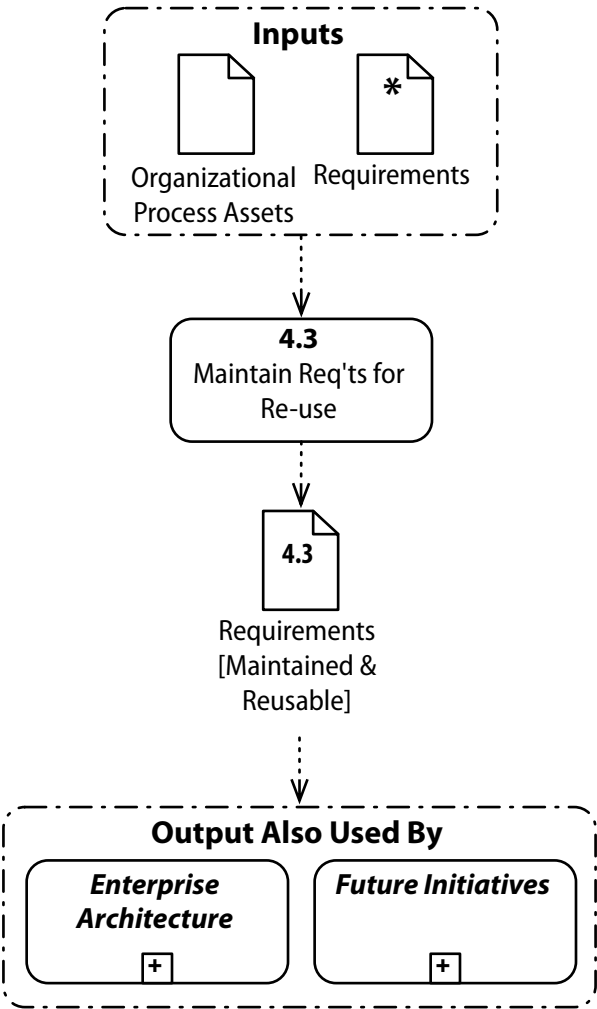 Inputs
*
Organizational
Process Assets
Requirements
4.3
Maintain Req'ts for
Re-use
4.3
Requirements
[Maintained &
Reusable]
Output Also Used By
Enterprise
Architecture
+
Future Initiatives
+